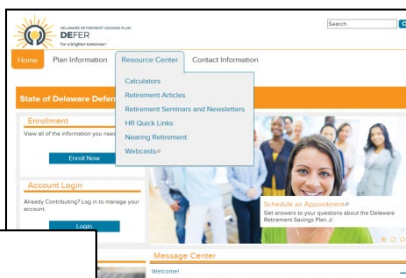 DELAWARE RETIREMENT SAVINGS PLAN
DEFER
For a brighter tomorrow
Search
Home
Plan Information
Resource Center
Contact Information
Calculators
Retirement Articles
Retirement Seminars and Newsletters
HR Quick Links
Nearing Retirement
Webcasts
State of Delaware Defer
Enrollment
View all of the information you need
Enroll Now
Account Login
Already Contributing? Log in to manage your
account.
Login
Schedule an Appointment
Get answers to your questions about the Delaware
Retirement Savings Plan.
Message Center
Welcome!